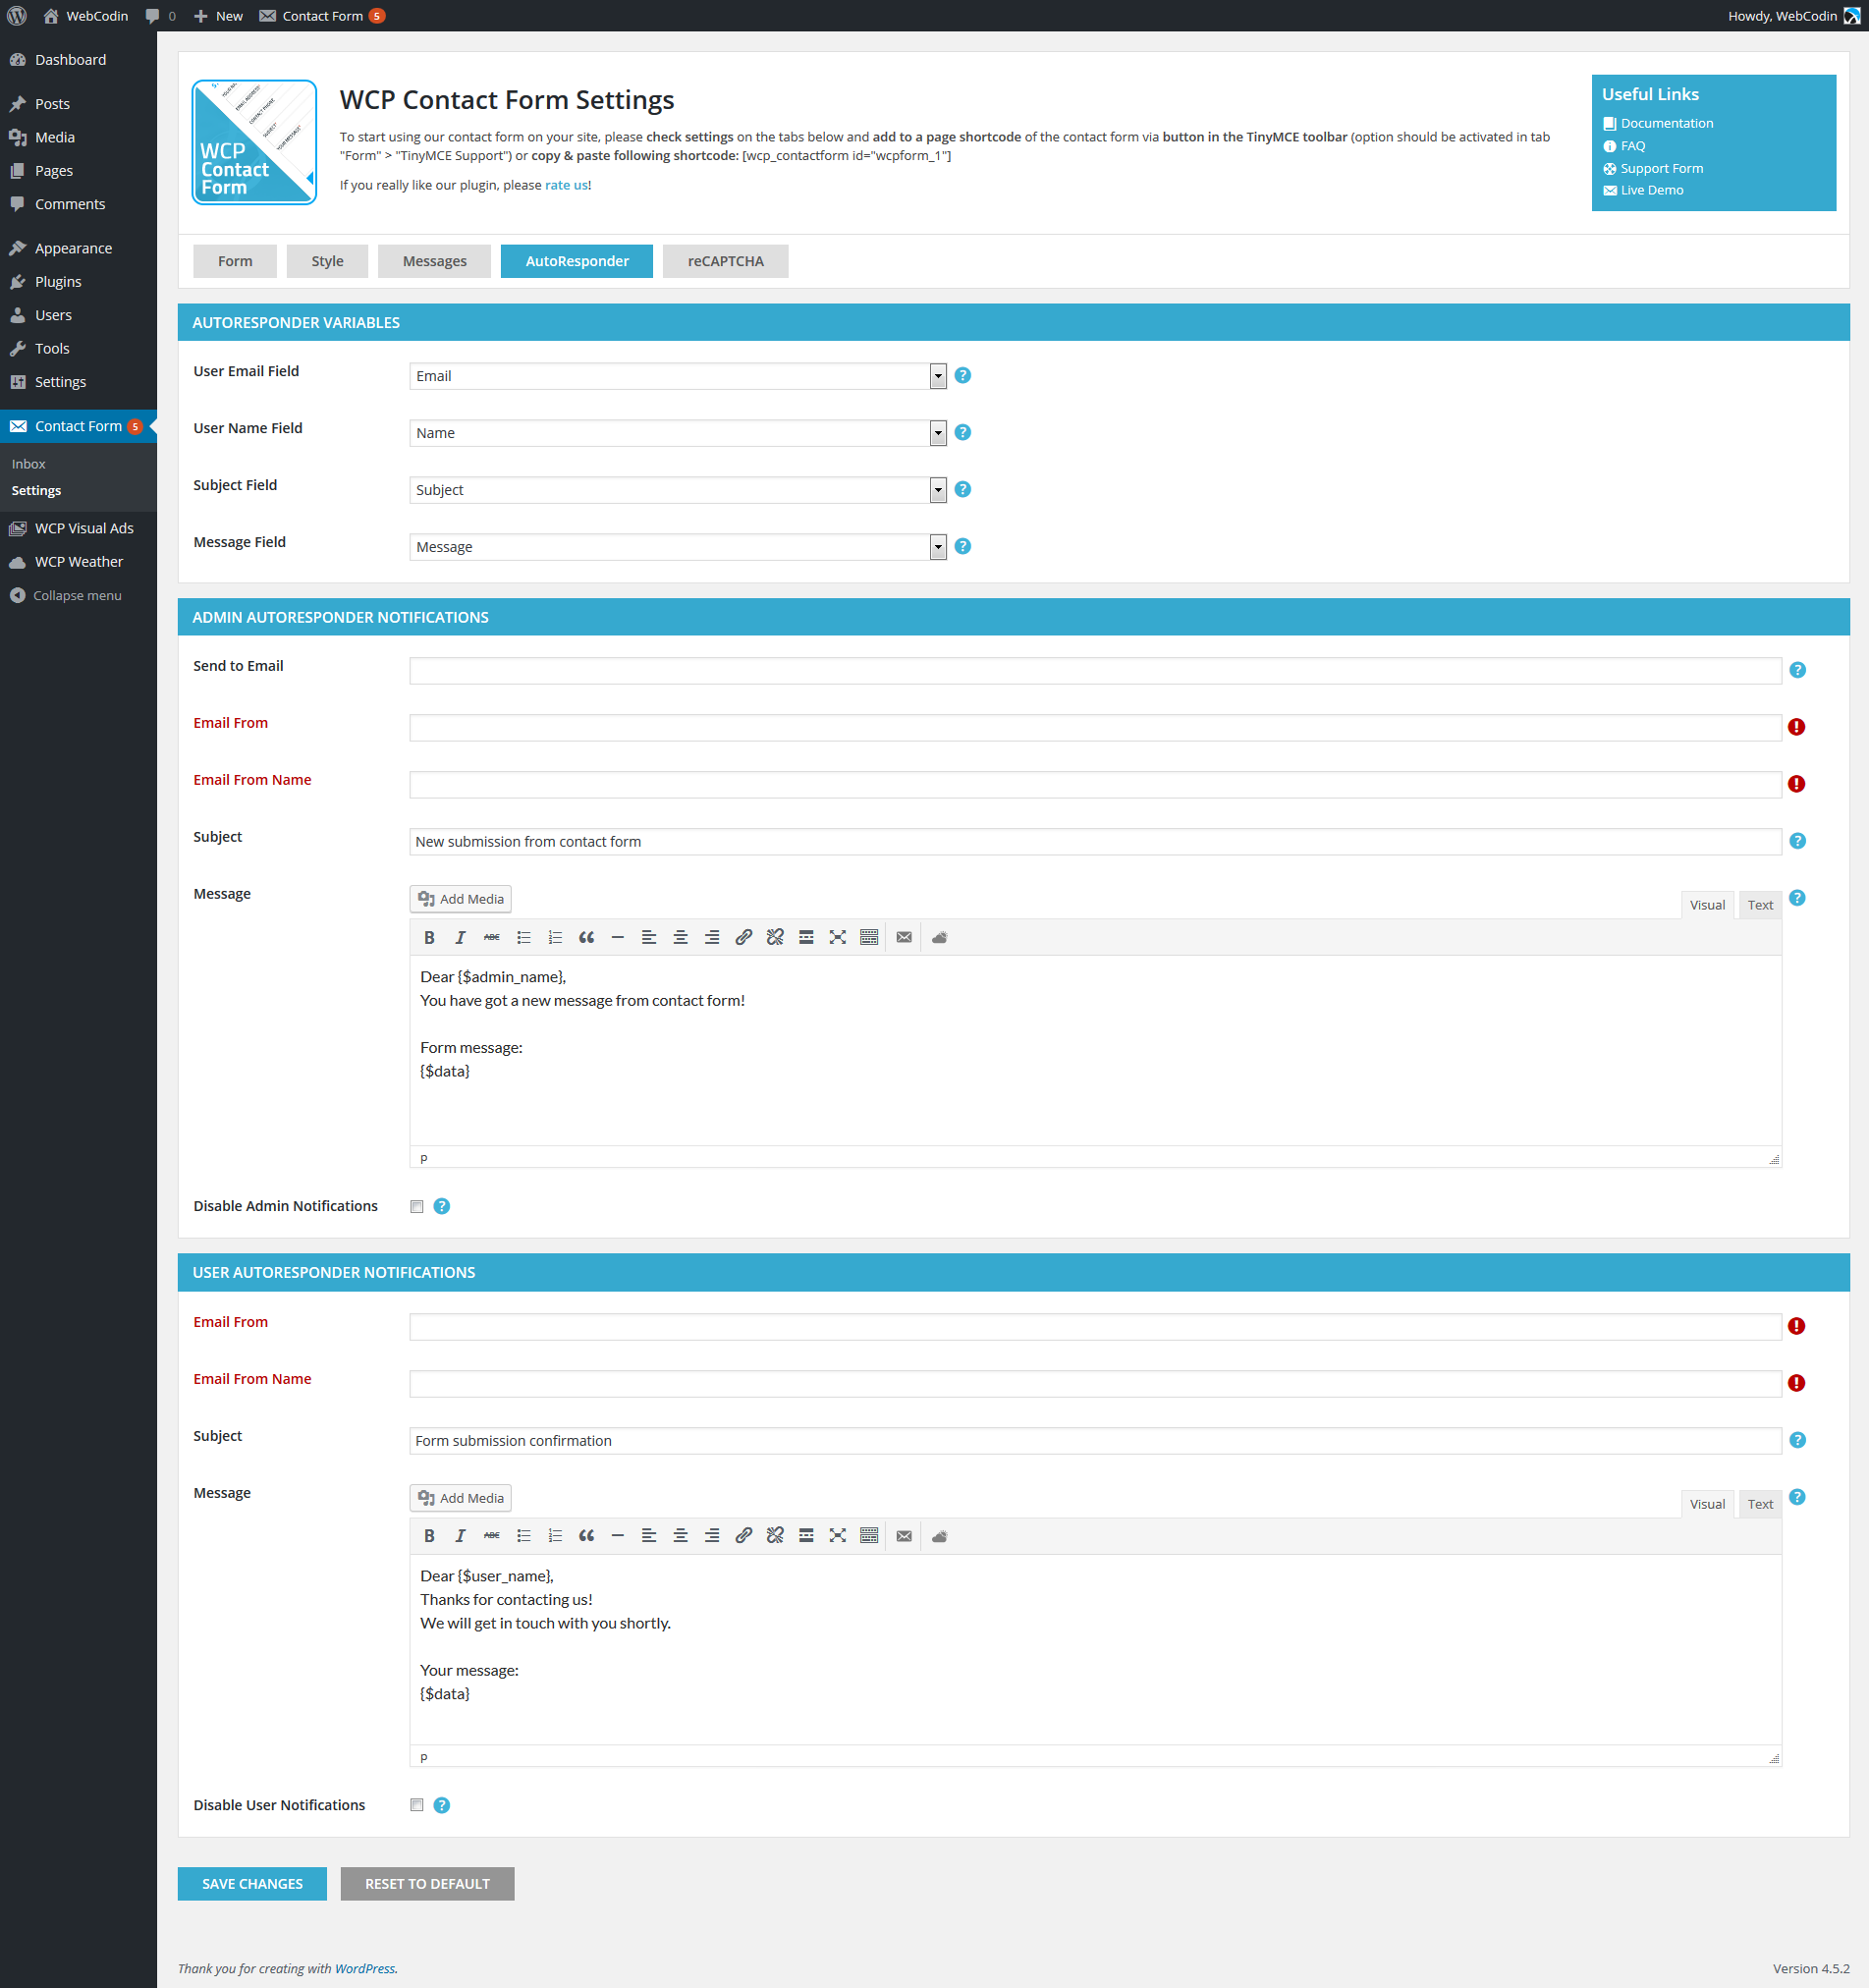 WebCodin 0 New Contact Form 5 Howdy, WebCodin
Dashboard
Posts
Media
Pages
Comments
Appearance
Plugins
Users
Tools
Settings
Contact Form 5
Inbox
Settings
WCP Visual Ads
WCP Weather
Collapse menu
WCP
Contact
Form
WCP Contact Form Settings
To start using our contact form on your site, please check settings on the tabs below and add to a page shortcode of the contact form via button in the TinyMCE toolbar (option should be activated in tab
"Form" > "TinyMCE Support") or copy & paste following shortcode: [wcp_contactform id="wcpform_1"]
If you really like our plugin, please rate us!
Useful Links
Documentation
FAQ
Support Form
Live Demo
Form Style Messages AutoResponder reCAPTCHA
AUTORESPONDER VARIABLES
User Email Field Email ?
User Name Field Name ?
Subject Field Subject ?
Message Field Message ?
ADMIN AUTORESPONDER NOTIFICATIONS
Send to Email ?
Email From !
Email From Name !
Subject New submission from contact form ?
Message Add Media Visual Text ?
B I ABC
Dear {$admin_name},
You have got a new message from contact form!
Form message:
{$data}
p
Disable Admin Notifications ?
USER AUTORESPONDER NOTIFICATIONS
Email From !
Email From Name !
Subject Form submission confirmation ?
Message Add Media Visual Text ?
B I ABC
Dear {$user_name},
Thanks for contacting us!
We will get in touch with you shortly.
Your message:
{$data}
p
Disable User Notifications ?
SAVE CHANGES RESET TO DEFAULT
Thank you for creating with WordPress. Version 4.5.2